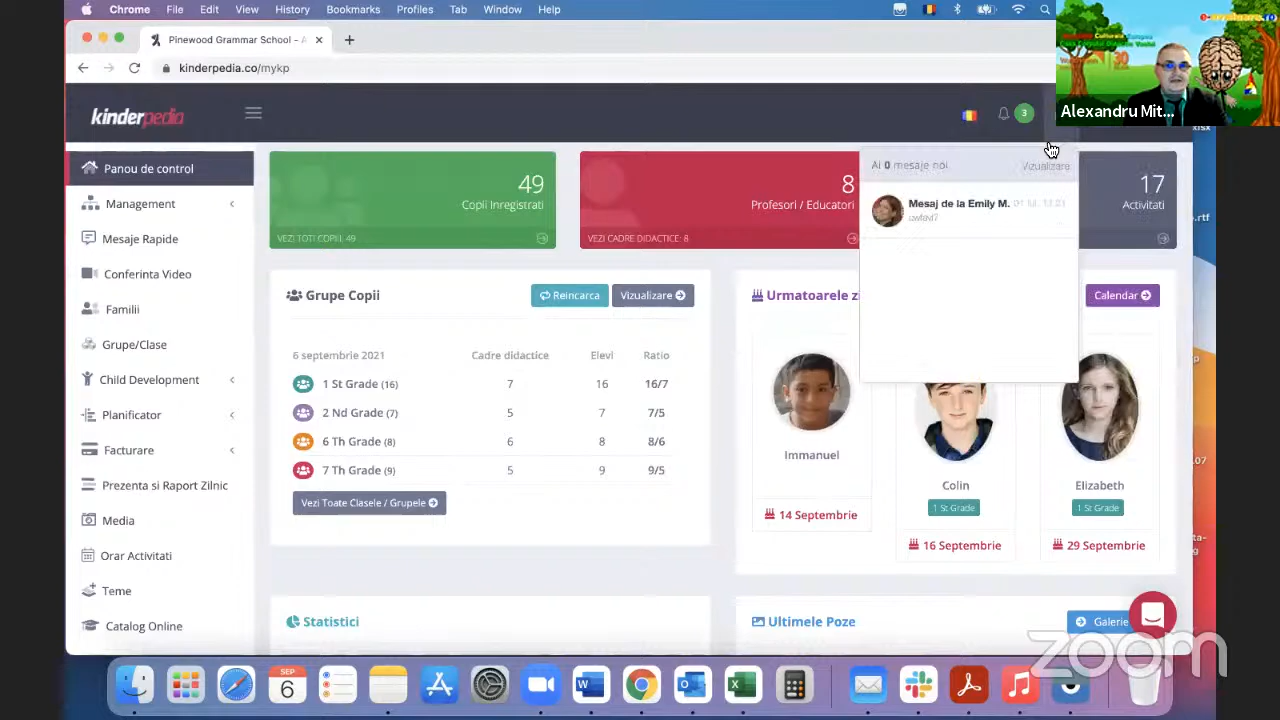 Chrome File Edit View History Bookmarks Profiles Tab Window Help
Pinewood Grammar School - A
kinderpedia.co/mykp
kinderpedia
3
Alexandru Mit...
Panou de control
Management
Mesaje Rapide
Conferinta Video
Familii
Grupe/Clase
Child Development
Planificator
Facturare
Prezenta si Raport Zilnic
Media
Orar Activitati
Teme
Catalog Online
49
Copii Inregistrati
VEZI TOTI COPIII: 49
8
Profesori / Educatori
VEZI CADRE DIDACTICE: 8
17
Activitati
Ai 0 mesaje noi
Vizualizare
Mesaj de la Emily M.
Grupe Copii
Reincarca
Vizualizare
6 septembrie 2021 Cadre didactice Elevi Ratio
1 St Grade (16) 7 16 16/7
2 Nd Grade (7) 5 7 7/5
6 Th Grade (8) 6 8 8/6
7 Th Grade (9) 5 9 9/5
Vezi Toate Clasele / Grupele
Urmatoarele z
Calendar
Immanuel
14 Septembrie
Colin
1 St Grade
16 Septembrie
Elizabeth
1 St Grade
29 Septembrie
Statistici
Ultimele Poze
Galerie
.rtf
.07
zoom
SEP
6